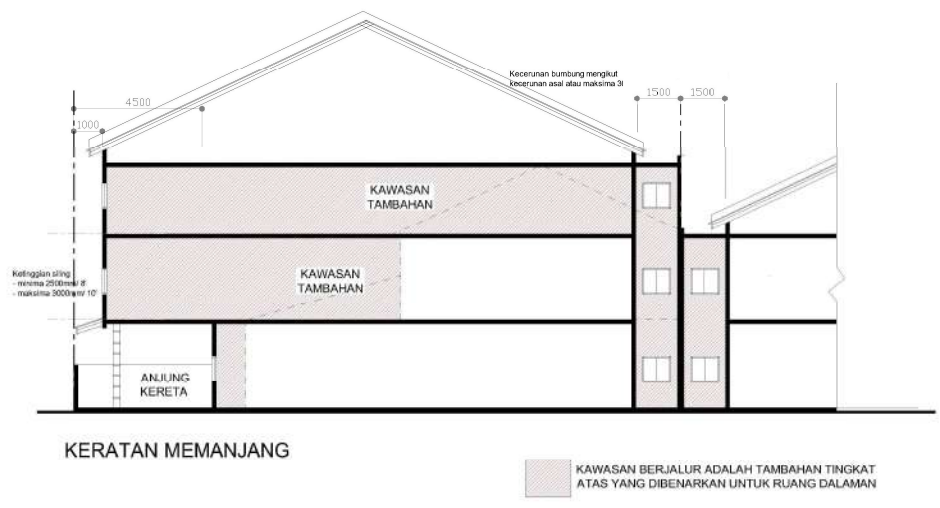 Kecerunan bumbung mengikut
kecerunan asal atau maksima 30
4500
1500
1500
1000
KAWASAN
TAMBAHAN
Ketinggian siling
- minima 2500mm/ 8'
- maksima 3000mm/ 10'
KAWASAN
TAMBAHAN
ANJUNG
KERETA
KERATAN MEMANJANG
KAWASAN BERJALUR ADALAH TAMBAHAN TINGKAT
ATAS YANG DIBENARKAN UNTUK RUANG DALAMAN